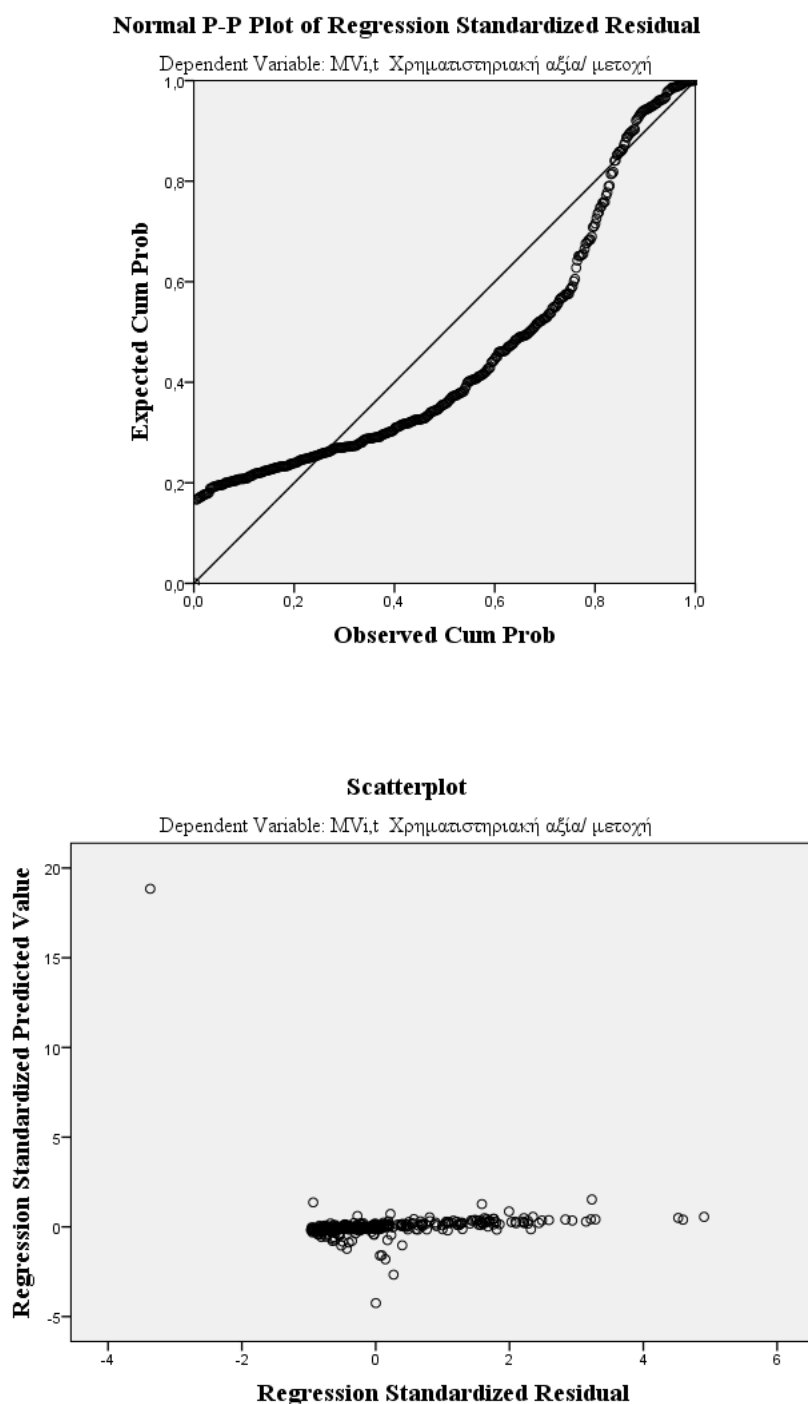 Normal P-P Plot of Regression Standardized Residual
Dependent Variable: MVi,t Χρηματιστηριακή αξία/ μετοχή
1,0
0,8
0,6
0,4
0,2
0,0
Expected Cum Prob
0,0 0,2 0,4 0,6 0,8 1,0
Observed Cum Prob
Scatterplot
Dependent Variable: MVi,t Χρηματιστηριακή αξία/ μετοχή
20
15
10
5
0
-5
Regression Standardized Predicted Value
-4 -2 0 2 4 6
Regression Standardized Residual